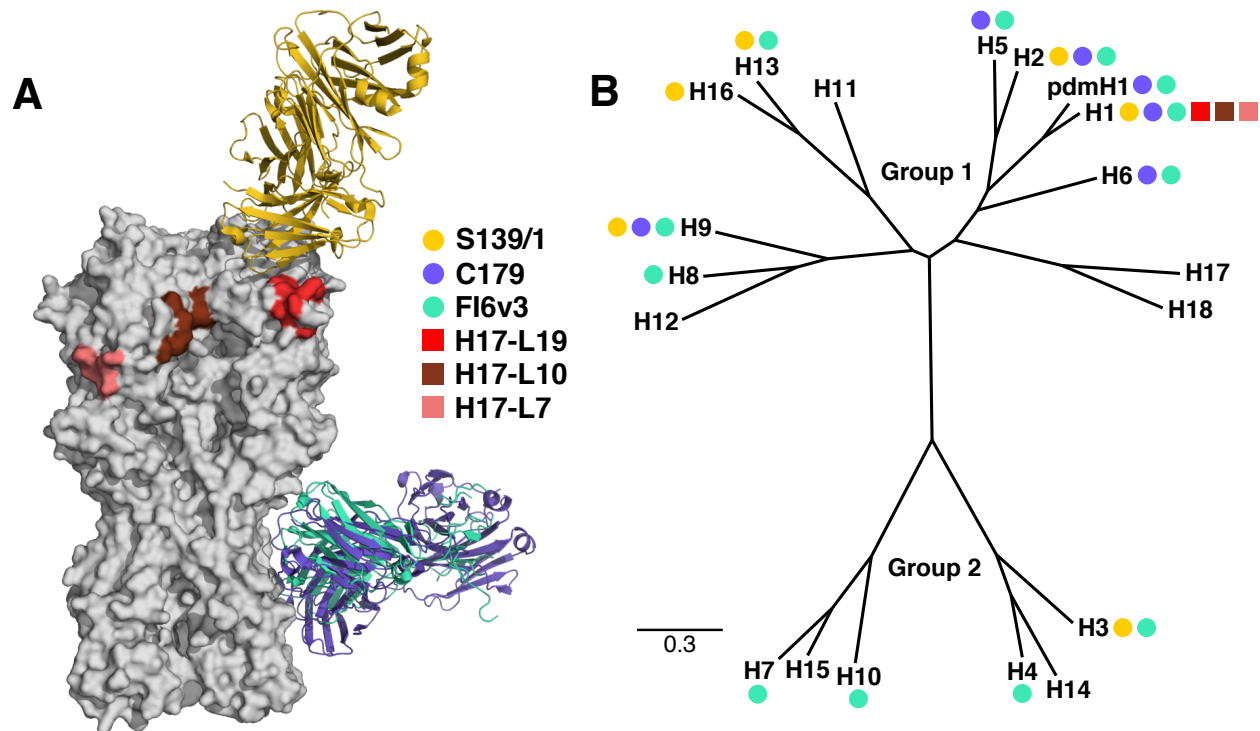 A
S139/1
C179
FI6v3
H17-L19
H17-L10
H17-L7
B
H5
H2
H13
H16
H11
pdmH1
H1
Group 1
H6
H9
H8
H12
H17
H18
Group 2
0.3
H3
H7
H15
H10
H4
H14